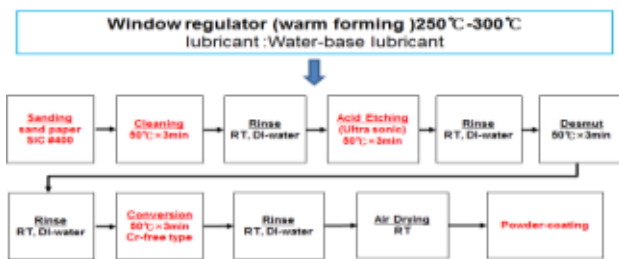 Window regulator (warm forming )250℃-300℃
lubricant :Water-base lubricant
Sanding
sand paper
SiC #400
Cleaning
50℃×3min
Rinse
RT, DI-water
Acid Etching
(Ultra sonic)
50℃×3min
Rinse
RT, DI-water
Desmut
50℃×3min
Rinse
RT, DI-water
Conversion
50℃×3min
Cr-free type
Rinse
RT, DI-water
Air Drying
RT
Powder-coating